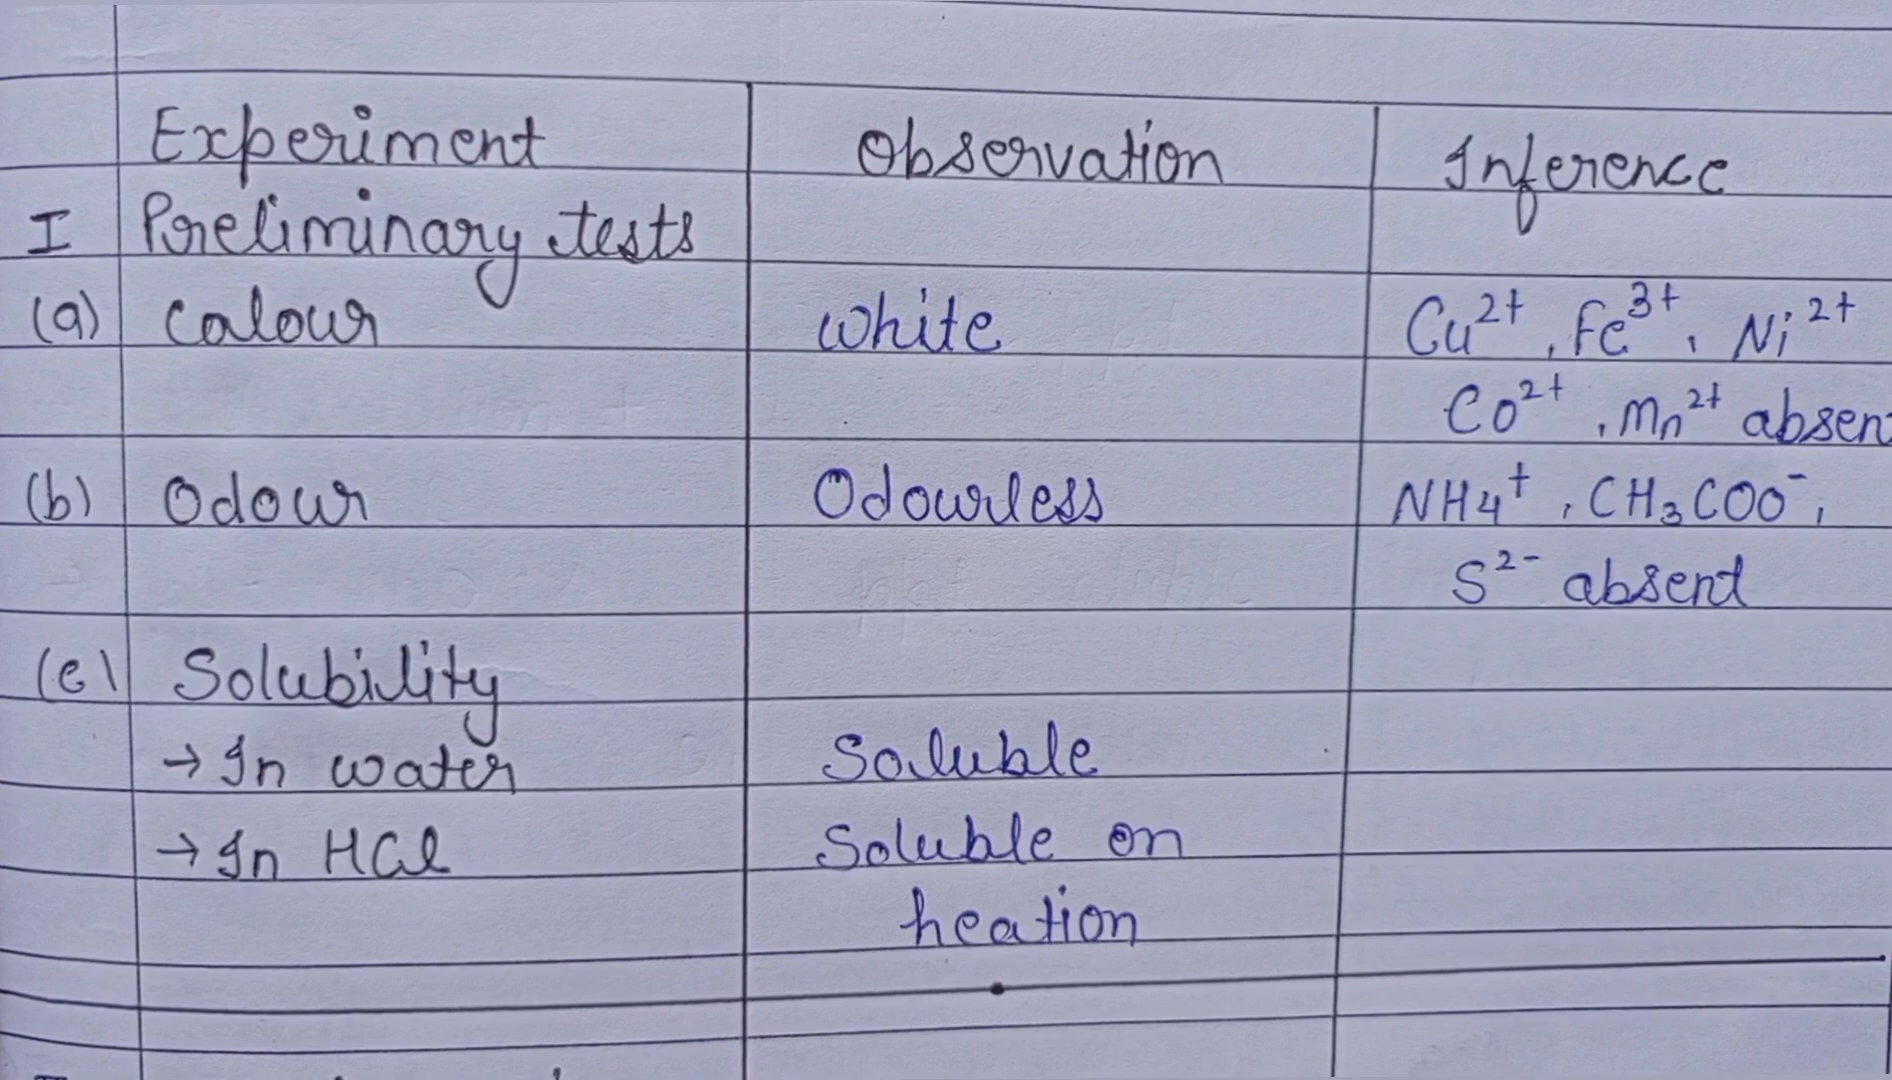 Experiment Observation Inference
I Preliminary tests
(a) Colour White Cu²⁺, Fe³⁺, Ni²⁺
Co²⁺, Mn²⁺ absen
(b) Odour Odourless NH4⁺, CH₃COO⁻,
S²⁻ absent
(c) Solubility
→ In water Soluble
→ In HCl Soluble on
heation